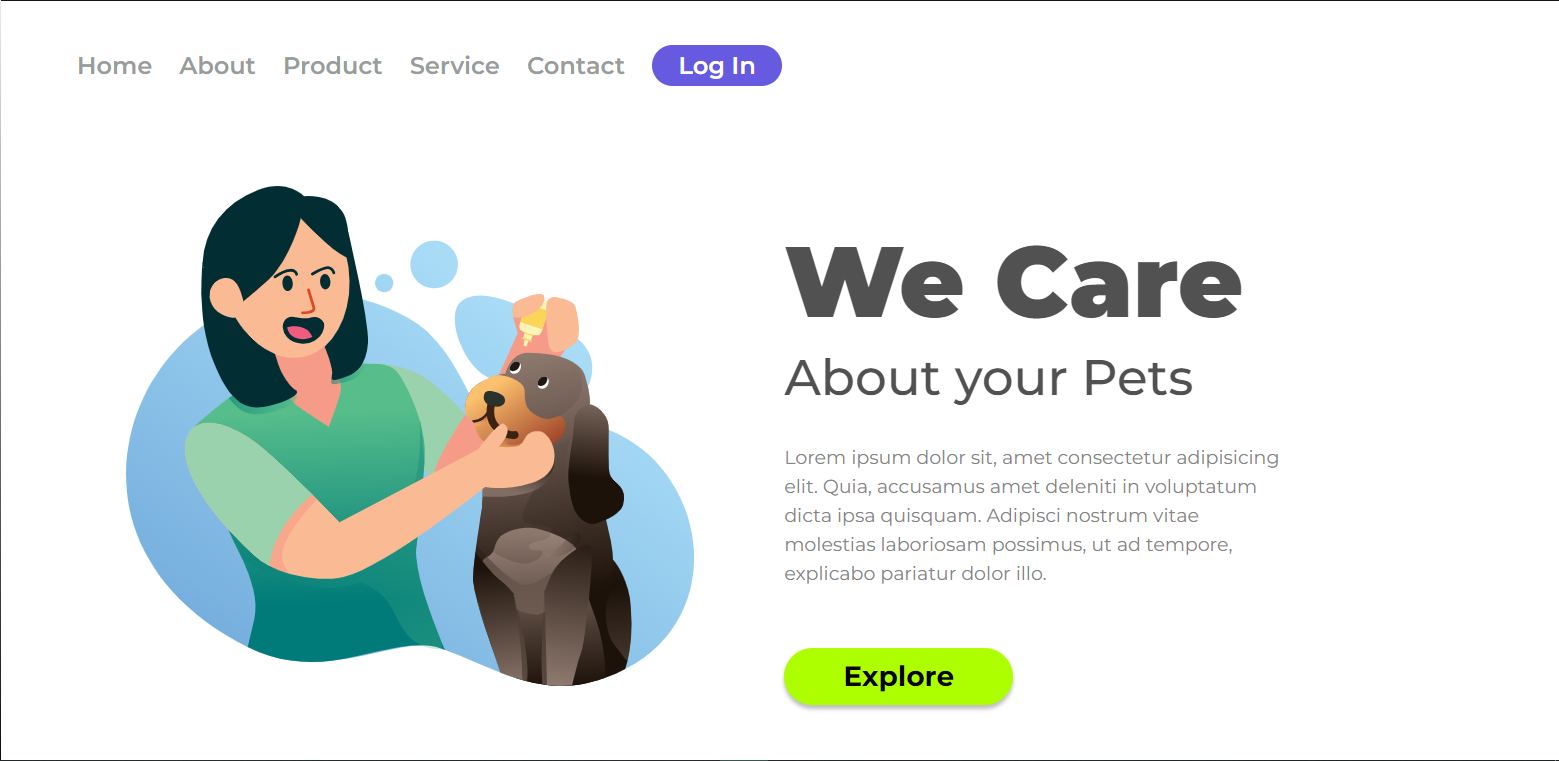 Home About Product Service Contact Log In
We Care
About your Pets
Lorem ipsum dolor sit, amet consectetur adipisicing
elit. Quia, accusamus amet deleniti in voluptatum
dicta ipsa quisquam. Adipisci nostrum vitae
molestias laboriosam possimus, ut ad tempore,
explicabo pariatur dolor illo.
Explore